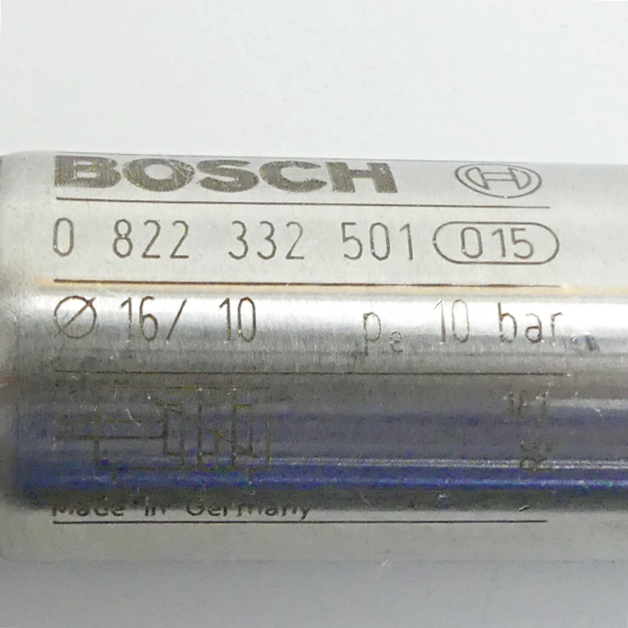 BOSCH
0 822 332 501 015
Ø 16/ 10 pe 10 bar
Made in Germany